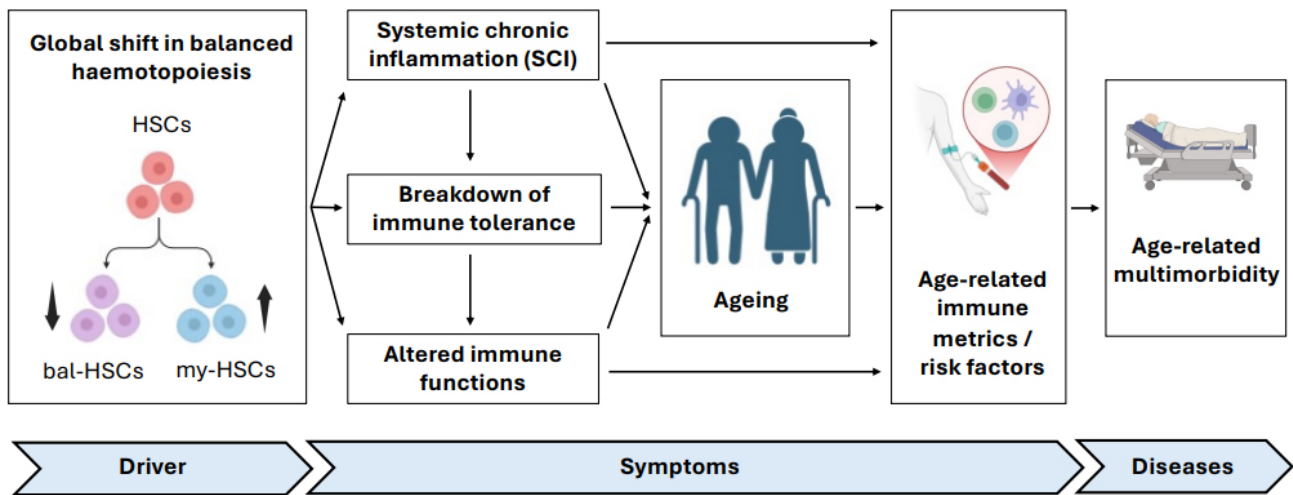 Global shift in balanced
haemotopoiesis
HSCs
bal-HSCs
my-HSCs
Systemic chronic
inflammation (SCI)
Breakdown of
immune tolerance
Altered immune
functions
Ageing
Age-related
immune
metrics /
risk factors
Age-related
multimorbidity
Driver
Symptoms
Diseases